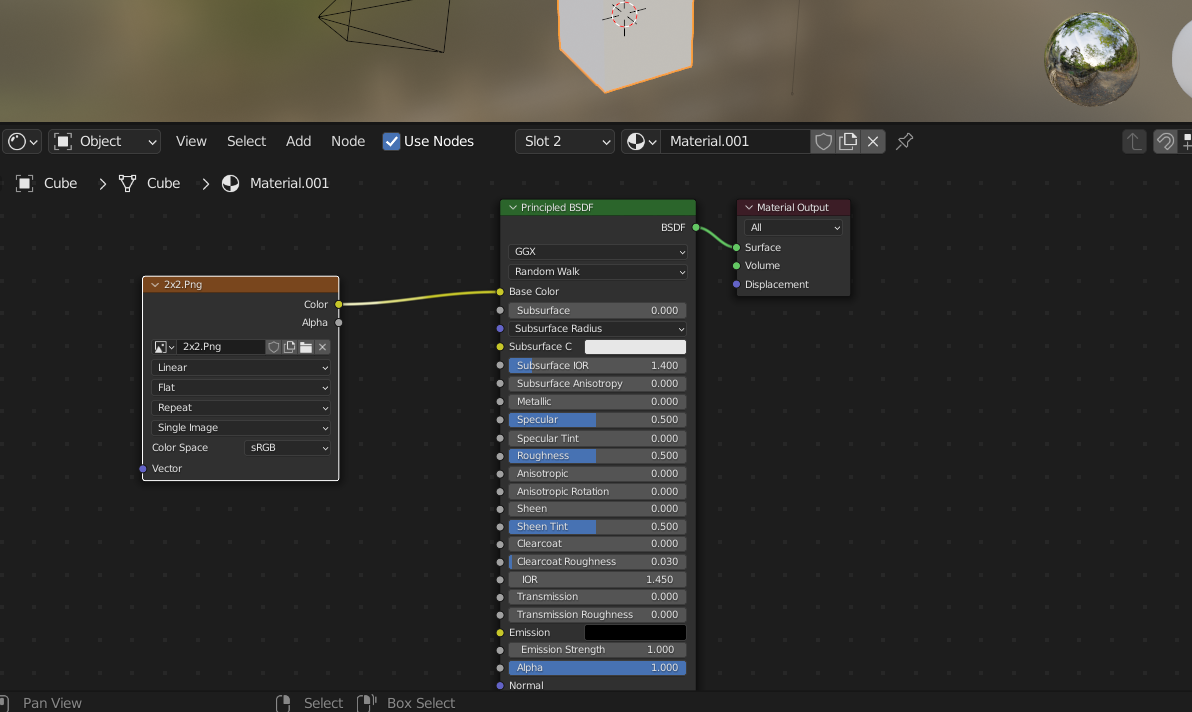 Object View Select Add Node Use Nodes Slot 2 Material.001
Cube > Cube > Material.001
2x2.Png
Color
Alpha
2x2.Png
Linear
Flat
Repeat
Single Image
Color Space sRGB
Vector
Principled BSDF
BSDF
GGX
Random Walk
Base Color
Subsurface 0.000
Subsurface Radius
Subsurface C
Subsurface IOR 1.400
Subsurface Anisotropy 0.000
Metallic 0.000
Specular 0.500
Specular Tint 0.000
Roughness 0.500
Anisotropic 0.000
Anisotropic Rotation 0.000
Sheen 0.000
Sheen Tint 0.500
Clearcoat 0.000
Clearcoat Roughness 0.030
IOR 1.450
Transmission 0.000
Transmission Roughness 0.000
Emission
Emission Strength 1.000
Alpha 1.000
Normal
Material Output
All
Surface
Volume
Displacement
Pan View Select Box Select